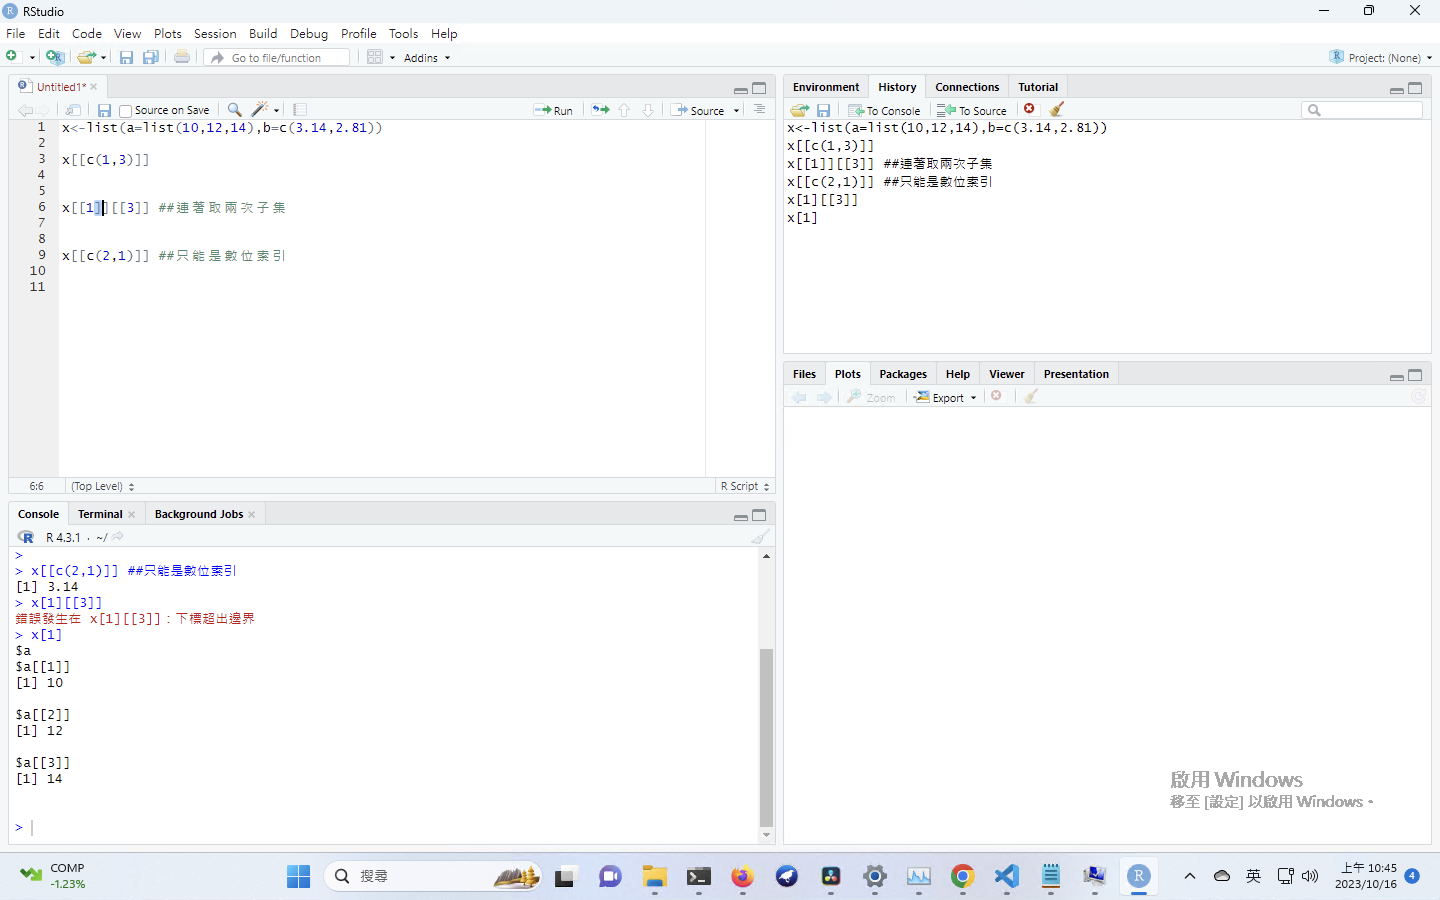 RStudio
File Edit Code View Plots Session Build Debug Profile Tools Help
Go to file/function Addins Project: (None)
Untitled1*
Source on Save Run Source
1 x<-list(a=list(10,12,14),b=c(3.14,2.81))
2
3 x[[c(1,3)]]
4
5
6 x[[1]][[3]] ##連著取兩次子集
7
8
9 x[[c(2,1)]] ##只能是數位索引
10
11
6:6 (Top Level) R Script
Console Terminal Background Jobs
R 4.3.1 · ~/
>
> x[[c(2,1)]] ##只能是數位索引
[1] 3.14
> x[1][[3]]
錯誤發生在 x[1][[3]] : 下標超出邊界
> x[1]
$a
$a[[1]]
[1] 10
$a[[2]]
[1] 12
$a[[3]]
[1] 14
>
Environment History Connections Tutorial
To Console To Source
x<-list(a=list(10,12,14),b=c(3.14,2.81))
x[[c(1,3)]]
x[[1]][[3]] ##連著取兩次子集
x[[c(2,1)]] ##只能是數位索引
x[1][[3]]
x[1]
Files Plots Packages Help Viewer Presentation
Zoom Export
啟用 Windows
移至 [設定] 以啟用 Windows。
COMP
-1.23%
搜尋
英
上午 10:45
2023/10/16
4